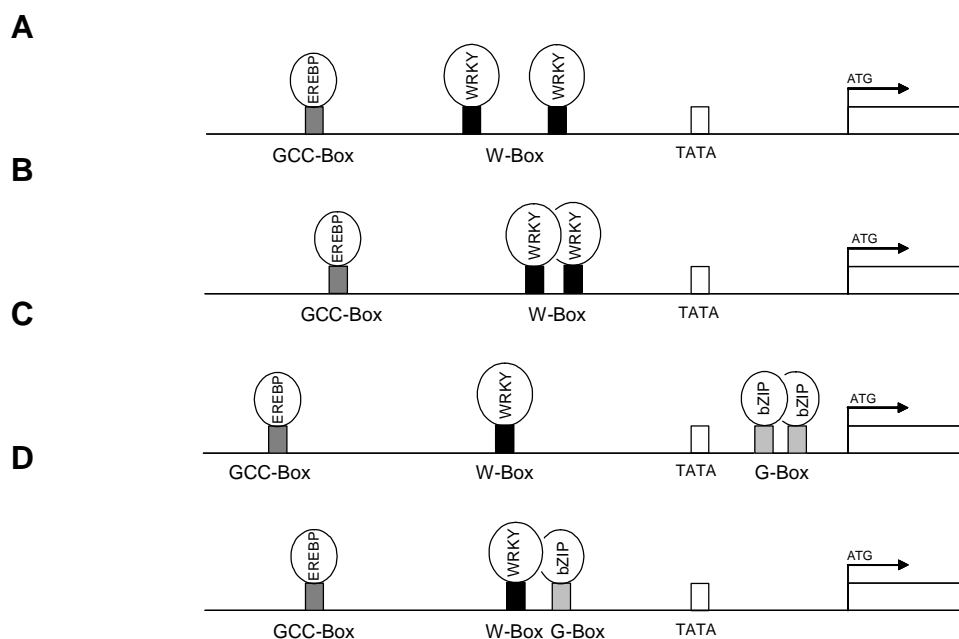 A
EREBP WRKY WRKY ATG
GCC-Box W-Box TATA
B
EREBP WRKY WRKY ATG
GCC-Box W-Box TATA
C
EREBP WRKY bZIP bZIP ATG
GCC-Box W-Box TATA G-Box
D
EREBP WRKY bZIP ATG
GCC-Box W-Box G-Box TATA